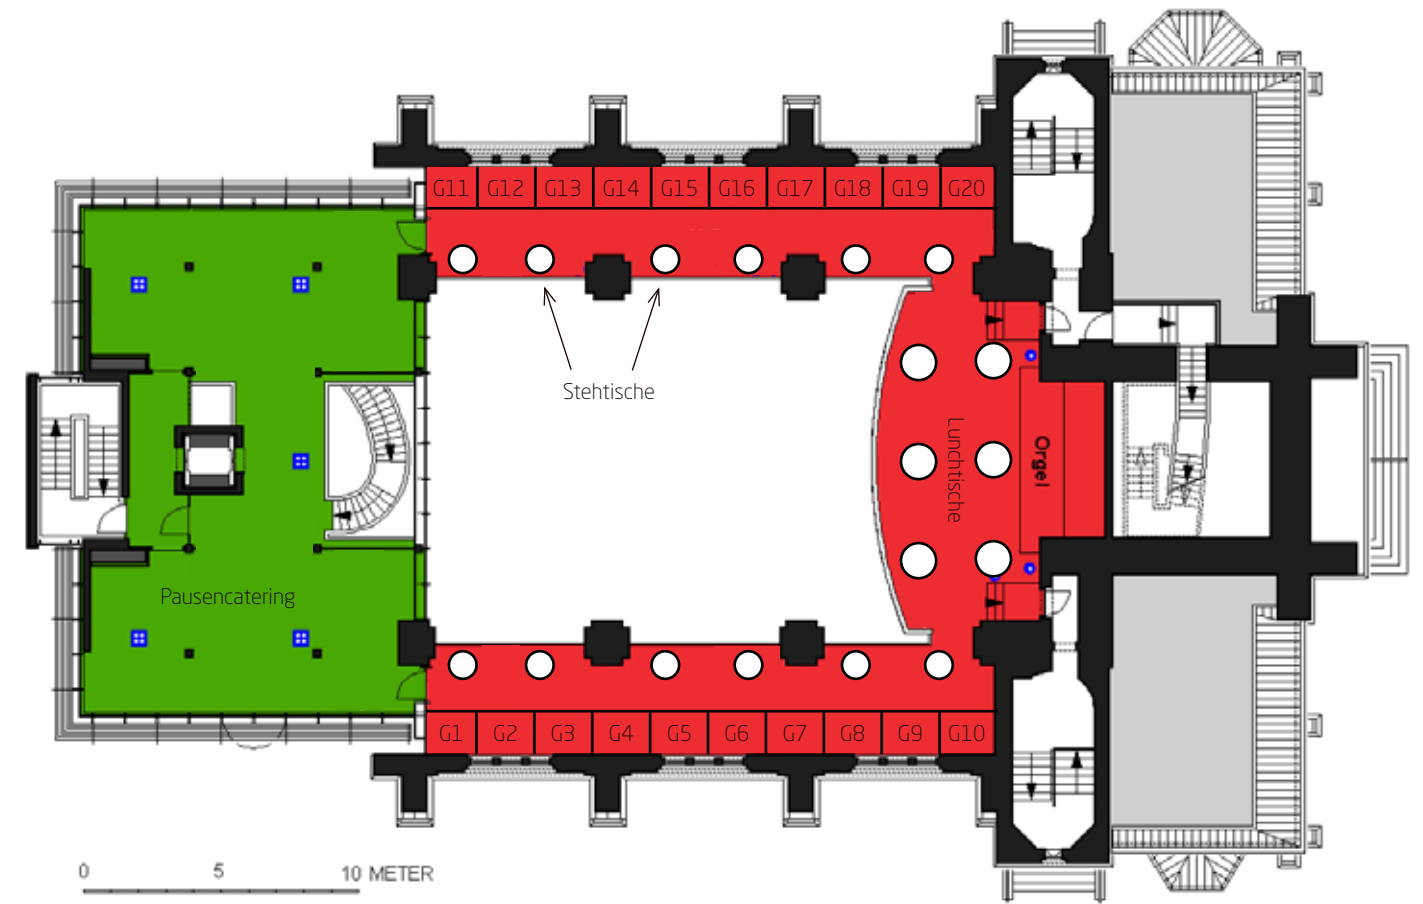 G11 G12 G13 G14 G15 G16 G17 G18 G19 G20
Stehtische
Lunchtische
Orgel
Pausencatering
G1 G2 G3 G4 G5 G6 G7 G8 G9 G10
0 5 10 METER